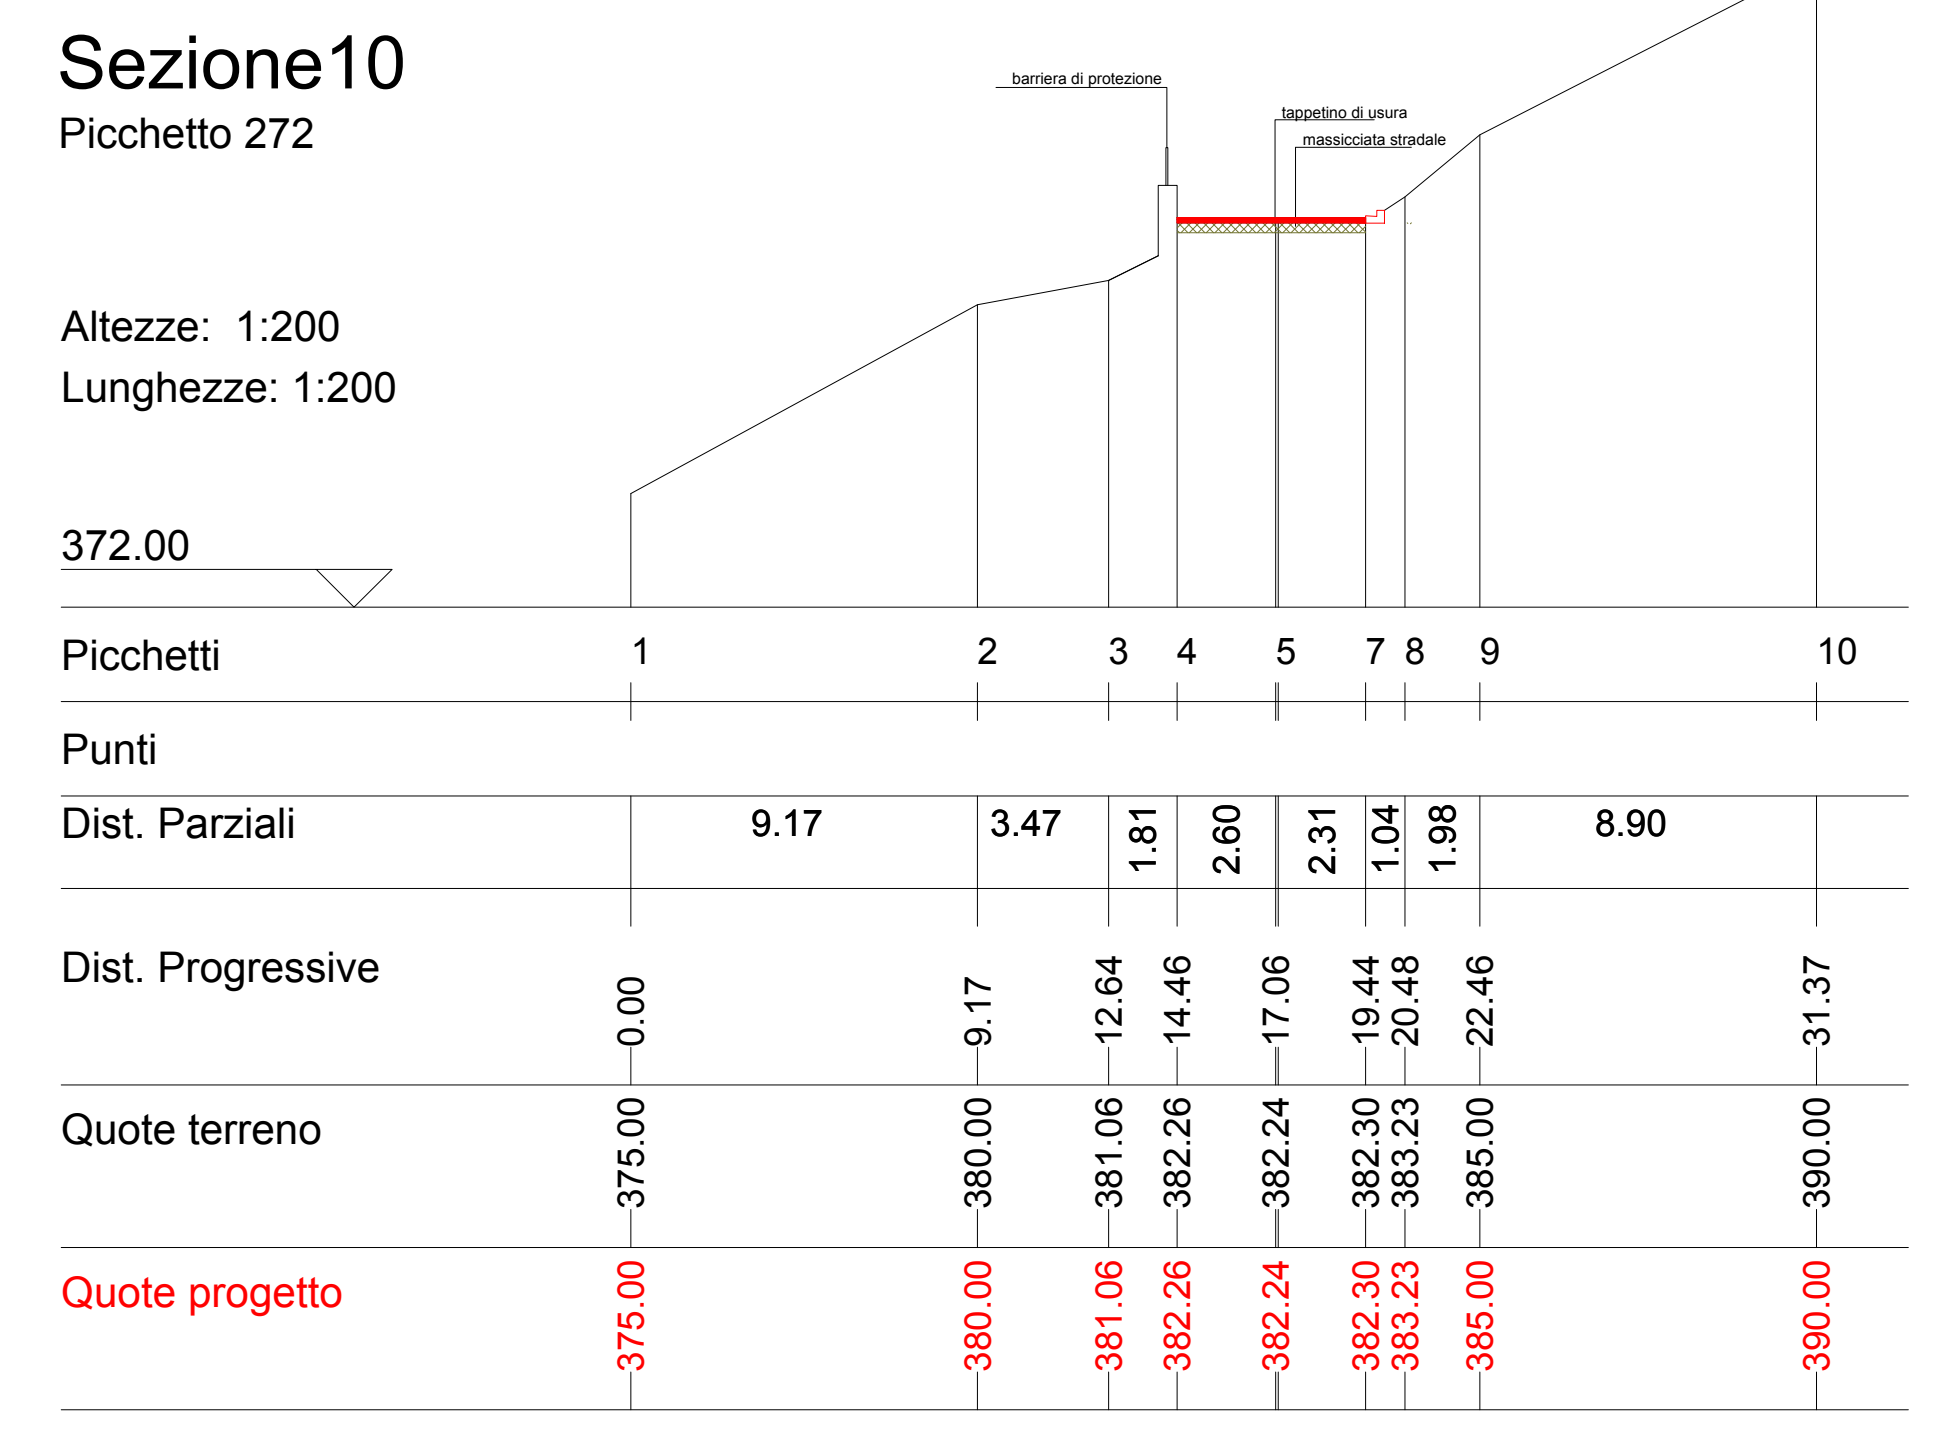 Sezione10
Picchetto 272
barriera di protezione
tappetino di usura
massicciata stradale
Altezze: 1:200
Lunghezze: 1:200
372.00
Picchetti 1 2 3 4 5 7 8 9 10
Punti
Dist. Parziali 9.17 3.47 1.81 2.60 2.31 1.04 1.98 8.90
Dist. Progressive 0.00 9.17 12.64 14.46 17.06 19.44 20.48 22.46 31.37
Quote terreno 375.00 380.00 381.06 382.26 382.24 382.30 383.23 385.00 390.00
Quote progetto 375.00 380.00 381.06 382.26 382.24 382.30 383.23 385.00 390.00